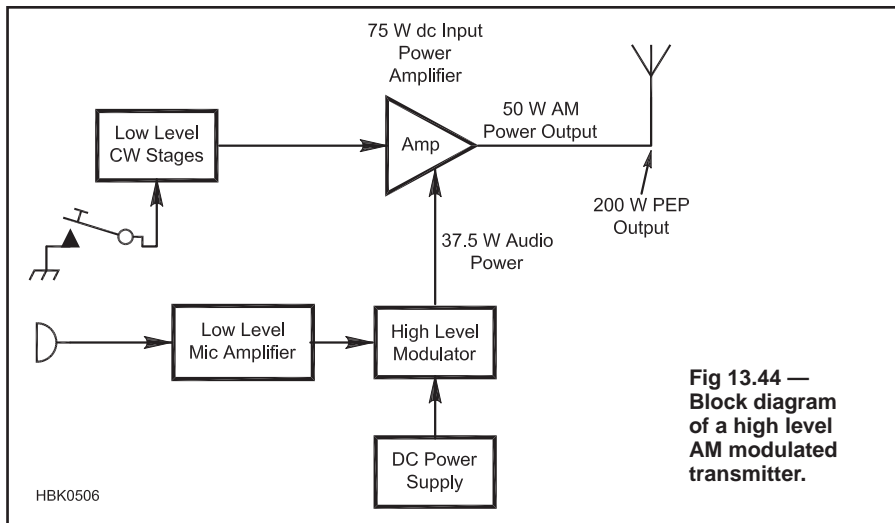 75 W dc Input
Power
Amplifier
Low Level
CW Stages
Amp
50 W AM
Power Output
200 W PEP
Output
37.5 W Audio
Power
Low Level
Mic Amplifier
High Level
Modulator
DC Power
Supply
Fig 13.44 —
Block diagram
of a high level
AM modulated
transmitter.
HBK0506